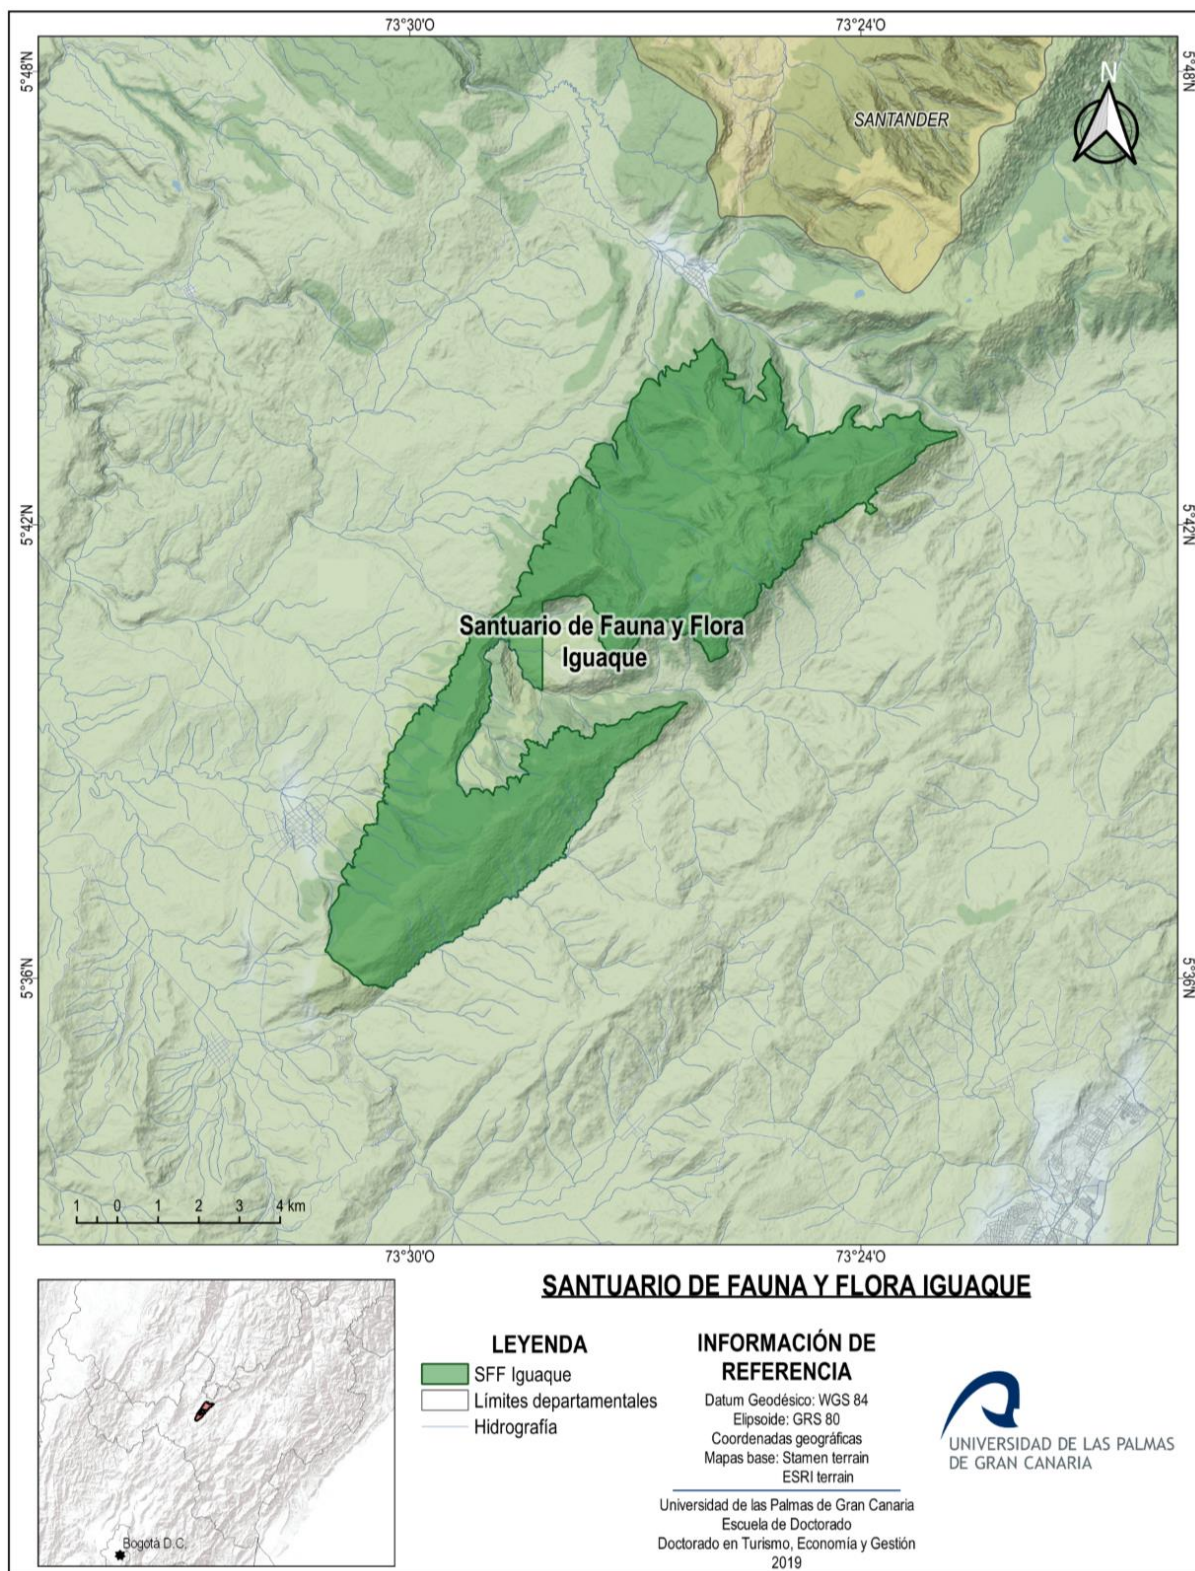 73°30'O
73°24'O
5°48'N
5°48'N
N
SANTANDER
5°42'N
5°42'N
Santuario de Fauna y Flora
Iguaque
5°36'N
5°36'N
1 0 1 2 3 4 km
73°30'O
73°24'O
SANTUARIO DE FAUNA Y FLORA IGUAQUE
LEYENDA
SFF Iguaque
Límites departamentales
Hidrografía
INFORMACIÓN DE
REFERENCIA
Datum Geodésico: WGS 84
Elipsoide: GRS 80
Coordenadas geográficas
Mapas base: Stamen terrain
ESRI terrain
Universidad de las Palmas de Gran Canaria
Escuela de Doctorado
Doctorado en Turismo, Economía y Gestión
2019
UNIVERSIDAD DE LAS PALMAS
DE GRAN CANARIA
Bogotá D.C.